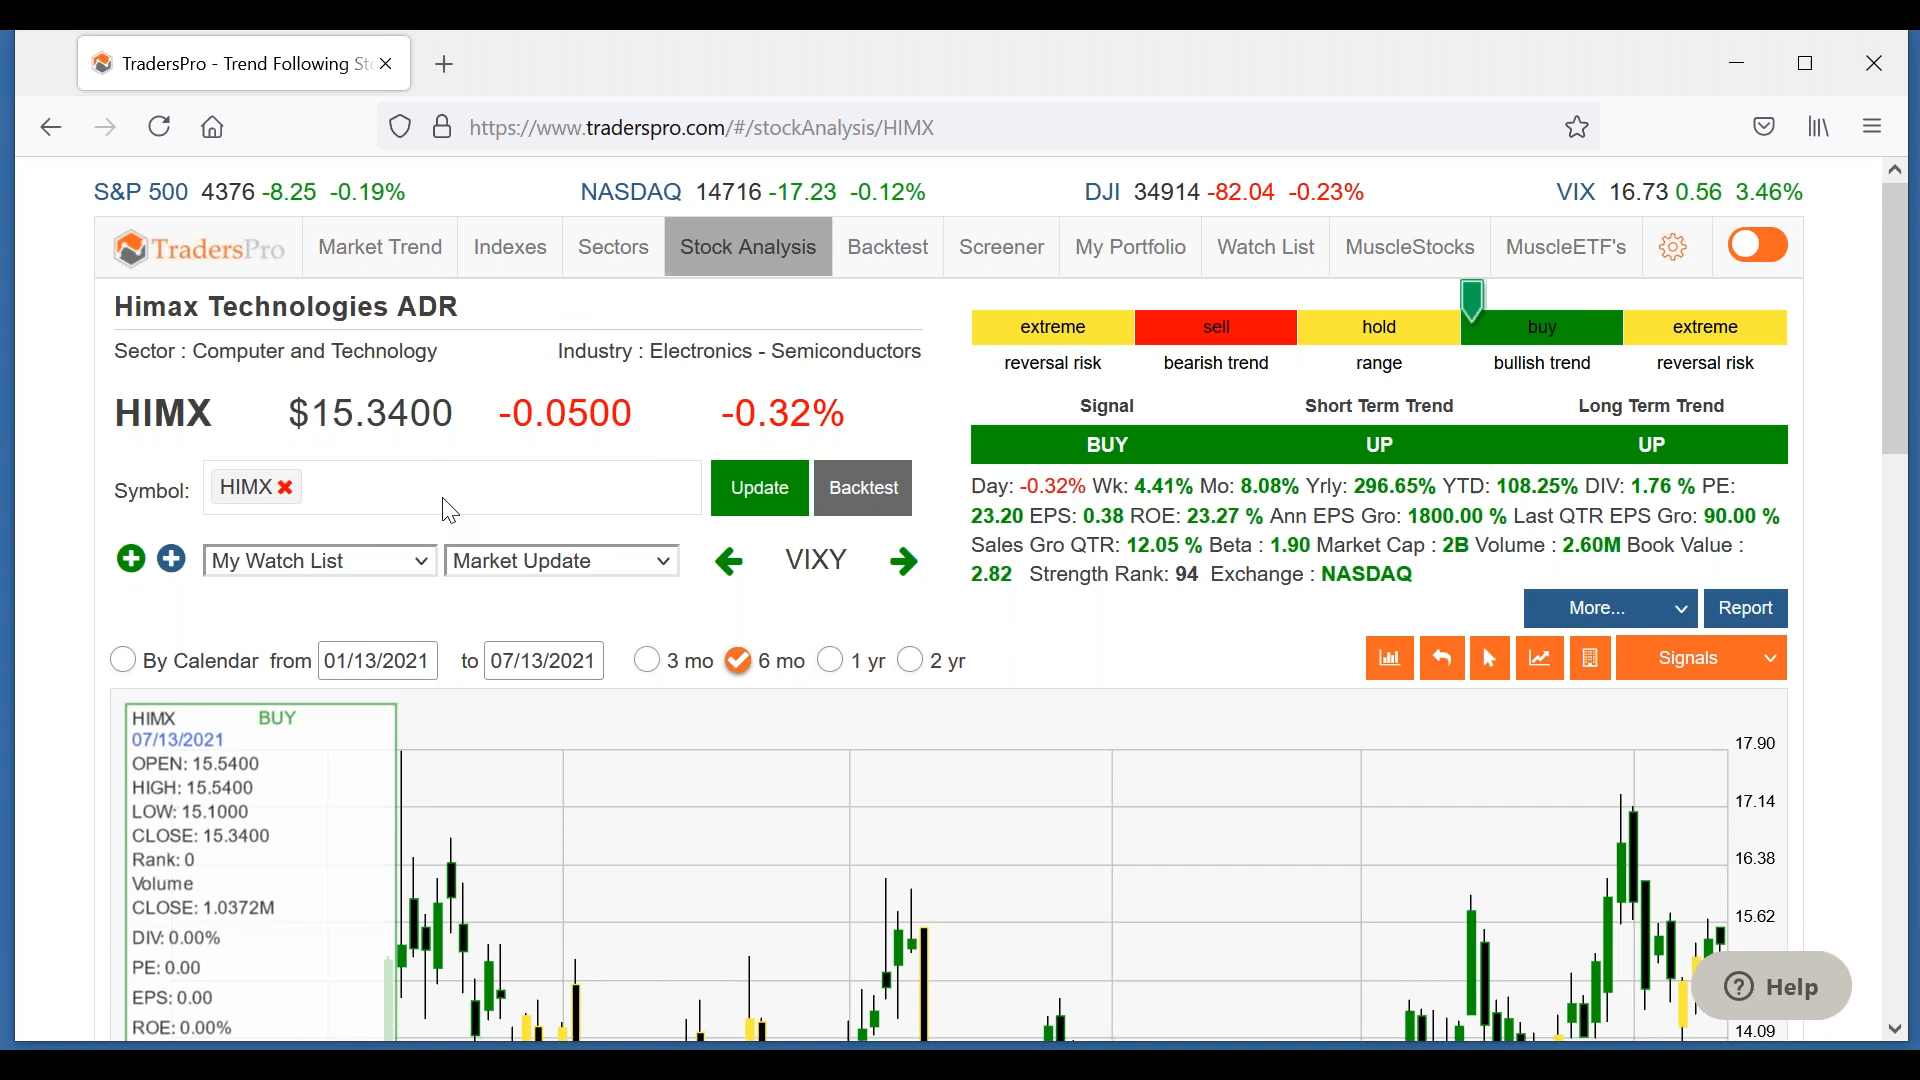 TradersPro - Trend Following Sto
https://www.traderspro.com/#/stockAnalysis/HIMX
S&P 500 4376 -8.25 -0.19% NASDAQ 14716 -17.23 -0.12% DJI 34914 -82.04 -0.23% VIX 16.73 0.56 3.46%
TradersPro Market Trend Indexes Sectors Stock Analysis Backtest Screener My Portfolio Watch List MuscleStocks MuscleETF's
Himax Technologies ADR
Sector : Computer and Technology Industry : Electronics - Semiconductors
HIMX $15.3400 -0.0500 -0.32%
Symbol: HIMX Update Backtest
My Watch List Market Update VIXY
extreme sell hold buy extreme
reversal risk bearish trend range bullish trend reversal risk
Signal Short Term Trend Long Term Trend
BUY UP UP
Day: -0.32% Wk: 4.41% Mo: 8.08% Yrly: 296.65% YTD: 108.25% DIV: 1.76 % PE:
23.20 EPS: 0.38 ROE: 23.27 % Ann EPS Gro: 1800.00 % Last QTR EPS Gro: 90.00 %
Sales Gro QTR: 12.05 % Beta : 1.90 Market Cap : 2B Volume : 2.60M Book Value :
2.82 Strength Rank: 94 Exchange : NASDAQ
More... Report
By Calendar from 01/13/2021 to 07/13/2021 3 mo 6 mo 1 yr 2 yr
Signals
HIMX BUY
07/13/2021
OPEN: 15.5400
HIGH: 15.5400
LOW: 15.1000
CLOSE: 15.3400
Rank: 0
Volume
CLOSE: 1.0372M
DIV: 0.00%
PE: 0.00
EPS: 0.00
ROE: 0.00%
17.90
17.14
16.38
15.62
14.09
Help